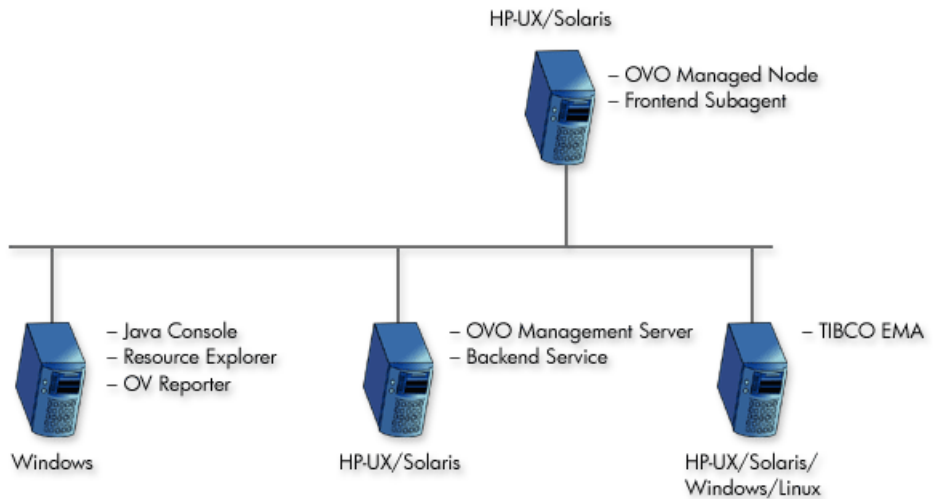 HP-UX/Solaris
– OVO Managed Node
– Frontend Subagent
– Java Console
– Resource Explorer
– OV Reporter
Windows
– OVO Management Server
– Backend Service
HP-UX/Solaris
– TIBCO EMA
HP-UX/Solaris/
Windows/Linux